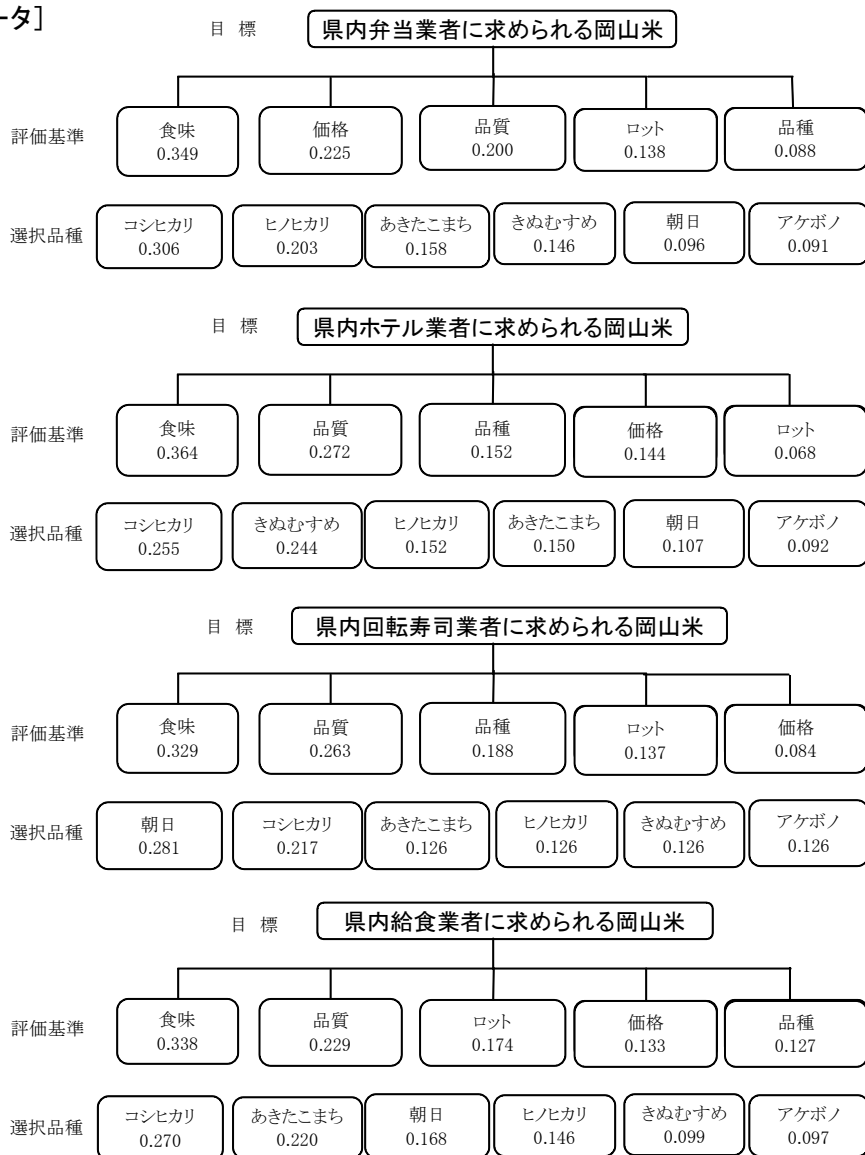 ータ]
目 標 県内弁当業者に求められる岡山米
評価基準 食味 価格 品質 ロット 品種
0.349 0.225 0.200 0.138 0.088
選択品種 コシヒカリ ヒノヒカリ あきたこまち きぬむすめ 朝日 アケボノ
0.306 0.203 0.158 0.146 0.096 0.091
目 標 県内ホテル業者に求められる岡山米
評価基準 食味 品質 品種 価格 ロット
0.364 0.272 0.152 0.144 0.068
選択品種 コシヒカリ きぬむすめ ヒノヒカリ あきたこまち 朝日 アケボノ
0.255 0.244 0.152 0.150 0.107 0.092
目 標 県内回転寿司業者に求められる岡山米
評価基準 食味 品質 品種 ロット 価格
0.329 0.263 0.188 0.137 0.084
選択品種 朝日 コシヒカリ あきたこまち ヒノヒカリ きぬむすめ アケボノ
0.281 0.217 0.126 0.126 0.126 0.126
目 標 県内給食業者に求められる岡山米
評価基準 食味 品質 ロット 価格 品種
0.338 0.229 0.174 0.133 0.127
選択品種 コシヒカリ あきたこまち 朝日 ヒノヒカリ きぬむすめ アケボノ
0.270 0.220 0.168 0.146 0.099 0.097